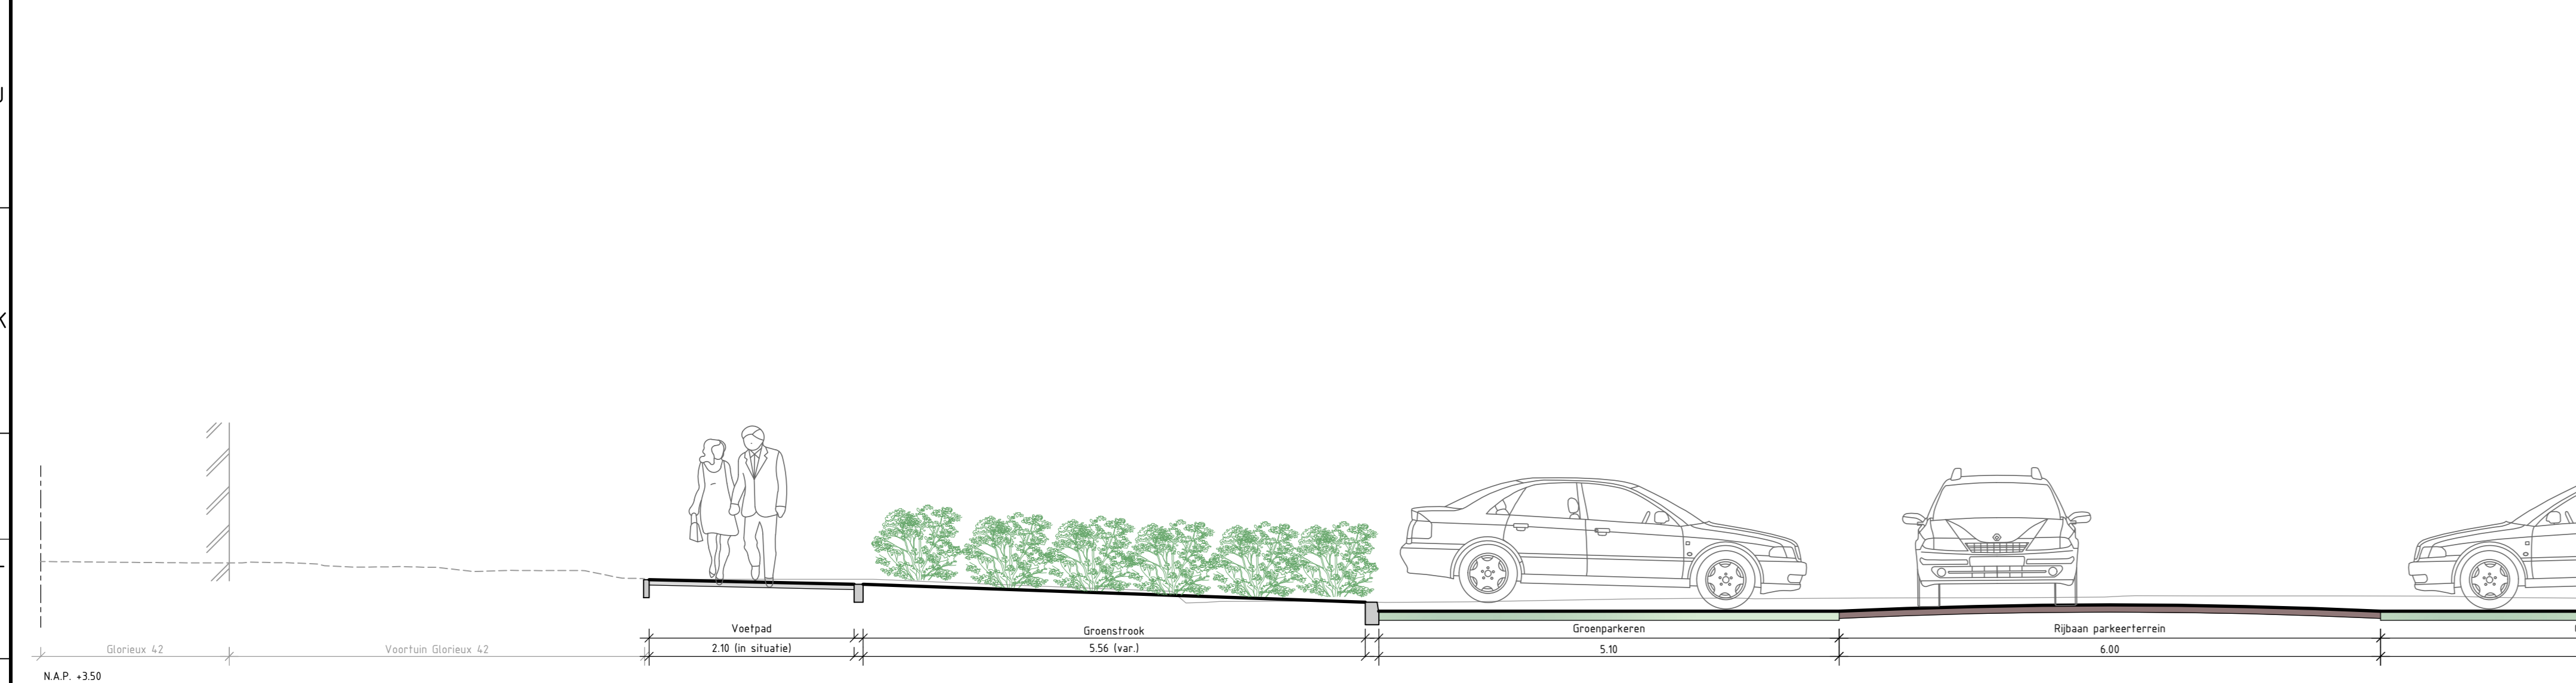 K
Voetpad
Groenstrook
Groenparkeren
Rijbaan parkeerterrein
Glorieux 42
Voortuin Glorieux 42
2.10 (in situatie)
5.56 (var.)
5.10
6.00
N.A.P. +3.50